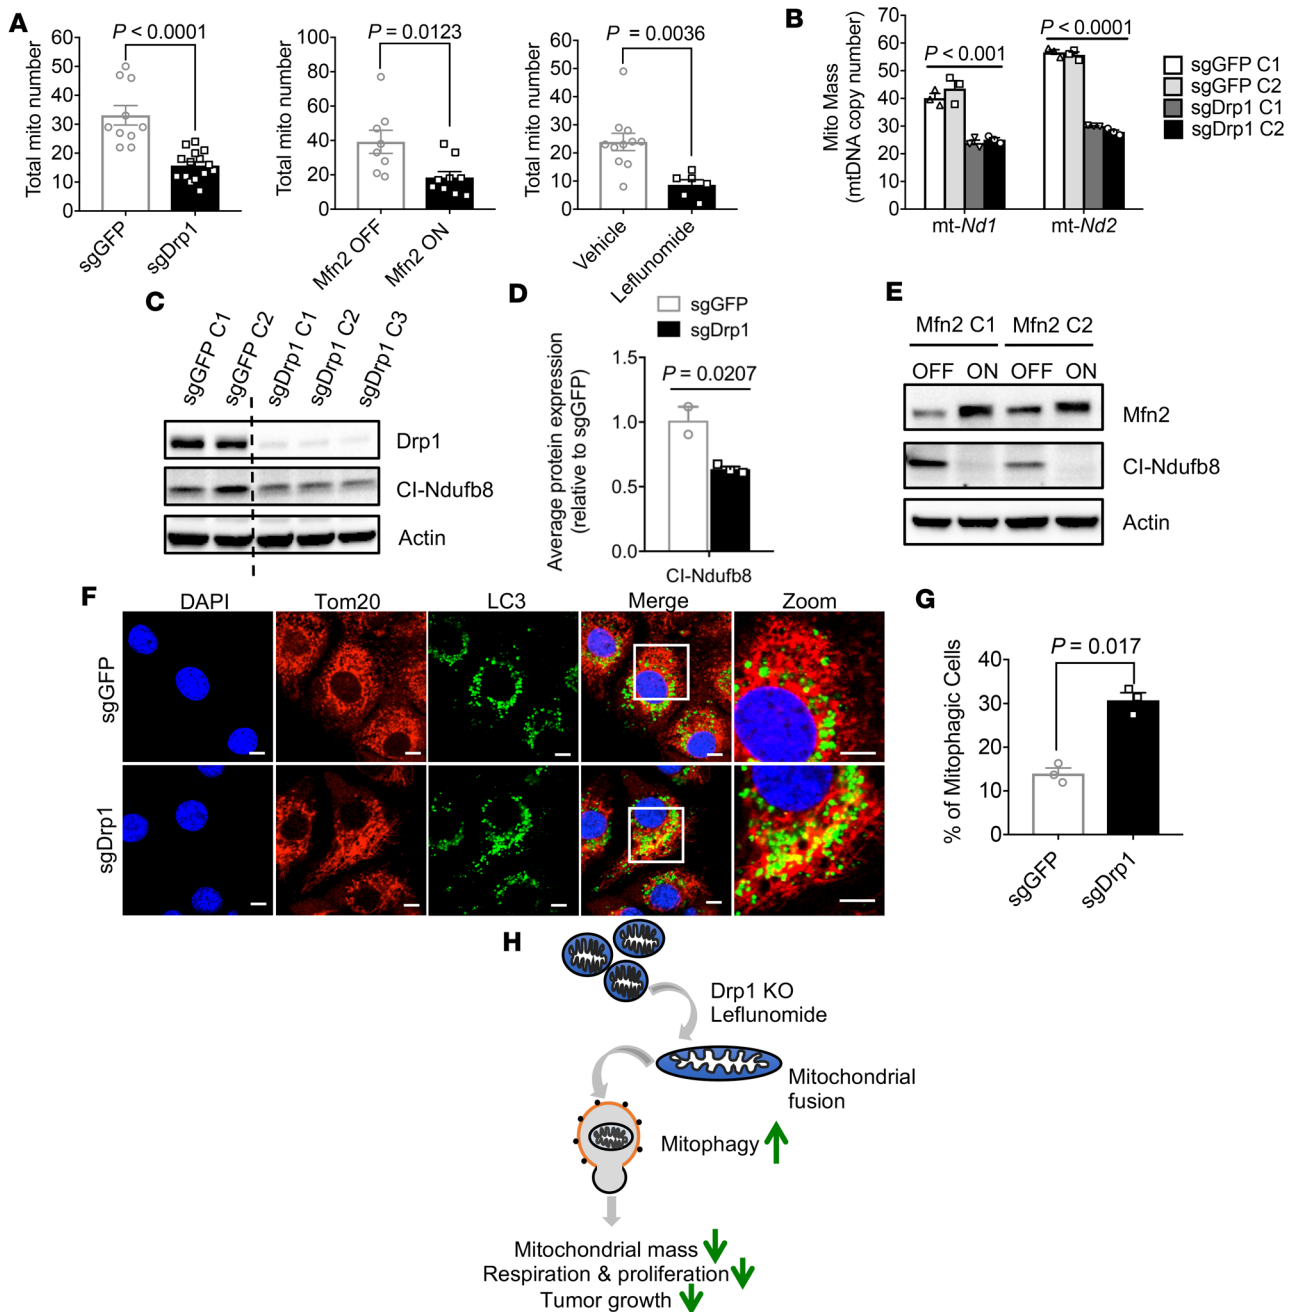 A
Total mito number
60
50
40
30
20
10
0
P < 0.0001
sgGFP
sgDrp1
Total mito number
100
80
60
40
20
0
P = 0.0123
Mfn2 OFF
Mfn2 ON
Total mito number
60
50
40
30
20
10
0
P = 0.0036
Vehicle
Leflunomide
B
Mito Mass
(mtDNA copy number)
70
60
50
40
30
20
10
0
P < 0.001
P < 0.0001
mt-Nd1
mt-Nd2
sgGFP C1
sgGFP C2
sgDrp1 C1
sgDrp1 C2
C
sgGFP C1
sgGFP C2
sgDrp1 C1
sgDrp1 C2
sgDrp1 C3
Drp1
CI-Ndufb8
Actin
D
sgGFP
sgDrp1
Average protein expression
(relative to sgGFP)
1.5
1.0
0.5
0.0
P = 0.0207
CI-Ndufb8
E
Mfn2 C1 Mfn2 C2
OFF ON OFF ON
Mfn2
CI-Ndufb8
Actin
F
DAPI Tom20 LC3 Merge Zoom
sgGFP
sgDrp1
G
% of Mitophagic Cells
40
30
20
10
0
P = 0.017
sgGFP
sgDrp1
H
Drp1 KO
Leflunomide
Mitochondrial
fusion
Mitophagy
Mitochondrial mass
Respiration & proliferation
Tumor growth